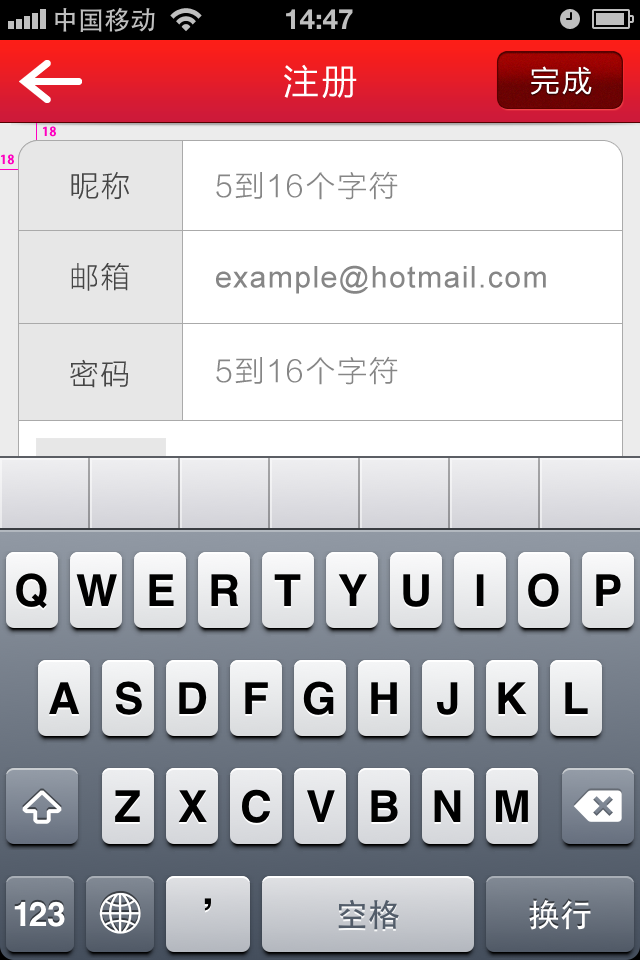 中国移动 14:47
注册 完成
18
18
昵称 5到16个字符
邮箱 example@hotmail.com
密码 5到16个字符
Q W E R T Y U I O P
A S D F G H J K L
Z X C V B N M
123 , 空格 换行